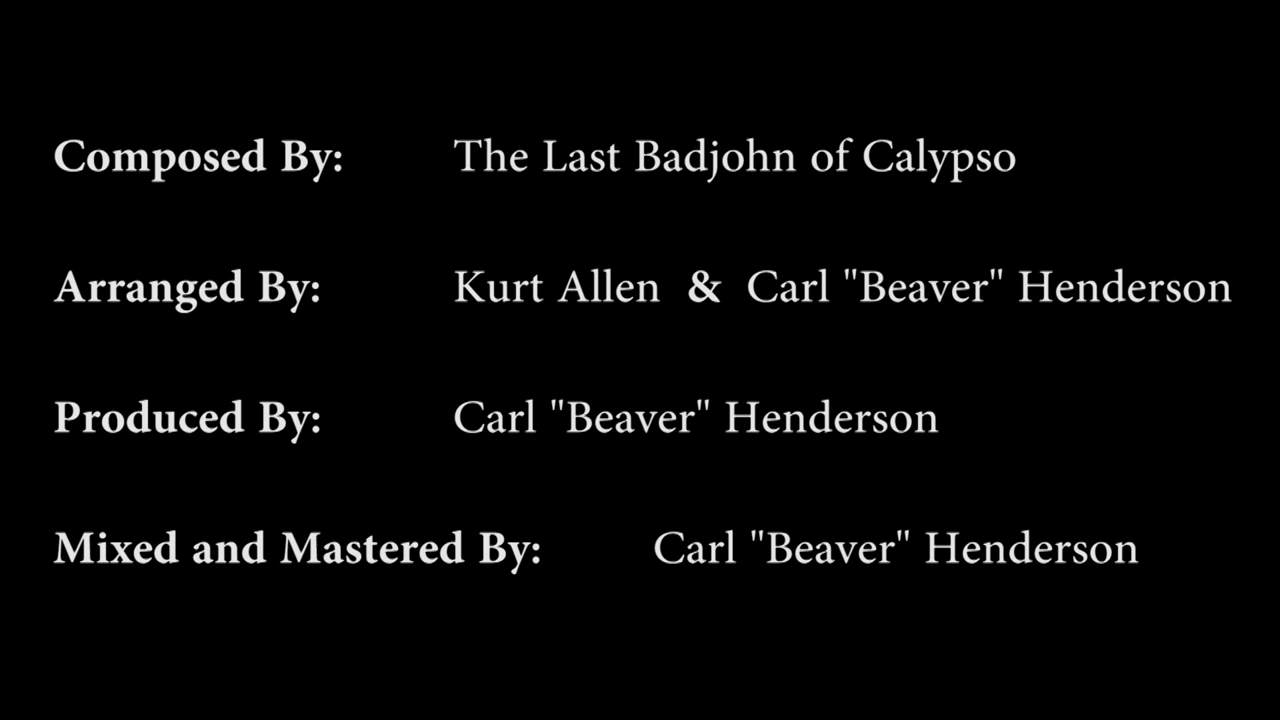 Composed By: The Last Badjohn of Calypso
Arranged By: Kurt Allen & Carl "Beaver" Henderson
Produced By: Carl "Beaver" Henderson
Mixed and Mastered By: Carl "Beaver" Henderson